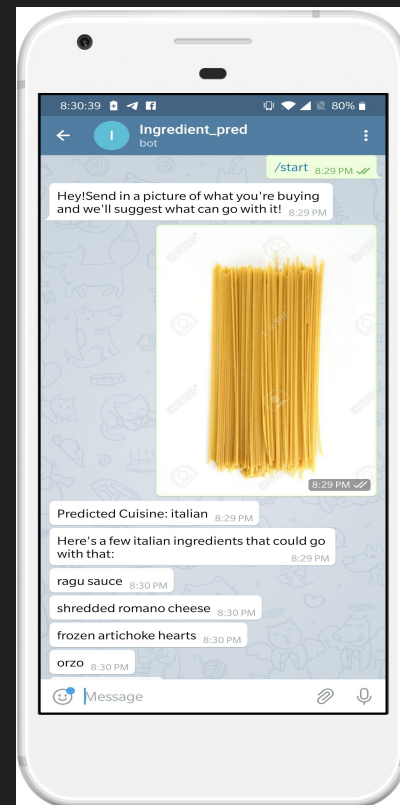 8:30:39 80%
Ingredient_pred
bot
/start 8:29 PM
Hey!Send in a picture of what you're buying
and we'll suggest what can go with it! 8:29 PM
8:29 PM
Predicted Cuisine: italian 8:29 PM
Here's a few italian ingredients that could go
with that: 8:29 PM
ragu sauce 8:30 PM
shredded romano cheese 8:30 PM
frozen artichoke hearts 8:30 PM
orzo 8:30 PM
Message